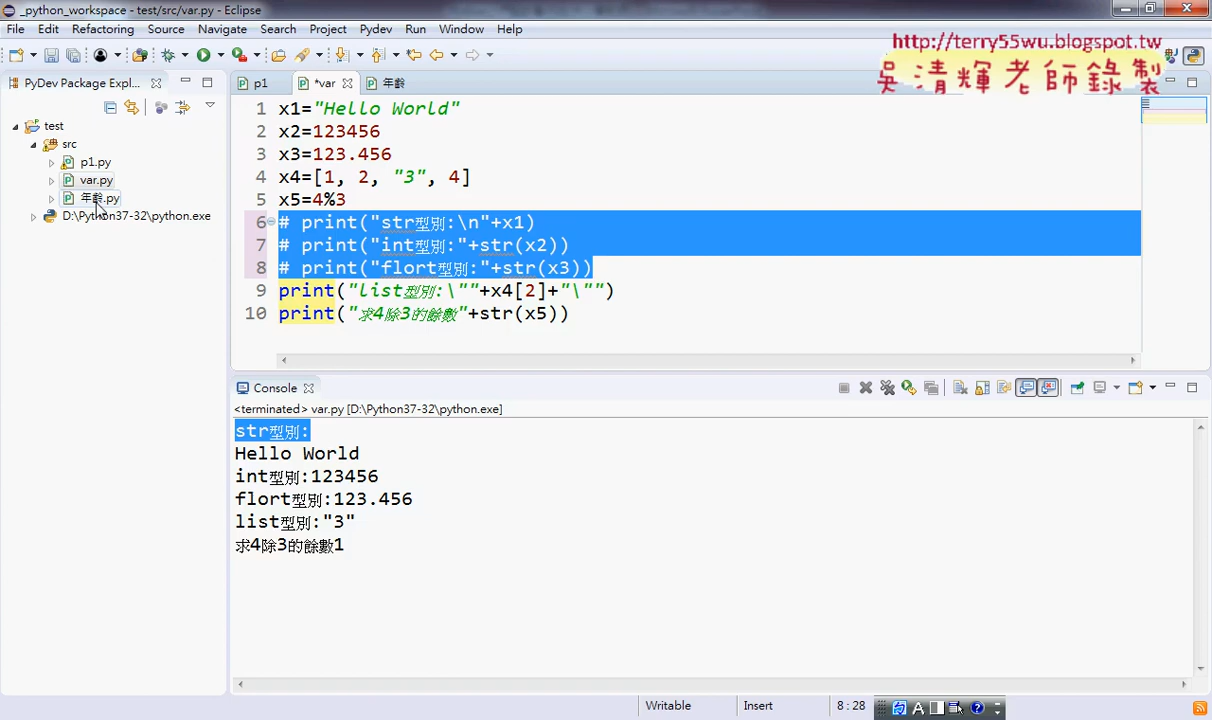 _python_workspace - test/src/var.py - Eclipse
File Edit Refactoring Source Navigate Search Project Pydev Run Window Help
http://terry55wu.blogspot.tw
吳清輝老師錄製
PyDev Package Expl...
p1
*var
年齡
test
src
p1.py
var.py
年齡.py
D:\Python37-32\python.exe
1 x1="Hello World"
2 x2=123456
3 x3=123.456
4 x4=[1, 2, "3", 4]
5 x5=4%3
6 # print("str型別:\n"+x1)
7 # print("int型別:"+str(x2))
8 # print("flort型別:"+str(x3))
9 print("list型別:\""+x4[2]+"\"")
10 print("求4除3的餘數"+str(x5))
Console
<terminated> var.py [D:\Python37-32\python.exe]
str型別:
Hello World
int型別:123456
flort型別:123.456
list型別:"3"
求4除3的餘數1
Writable Insert 8:28